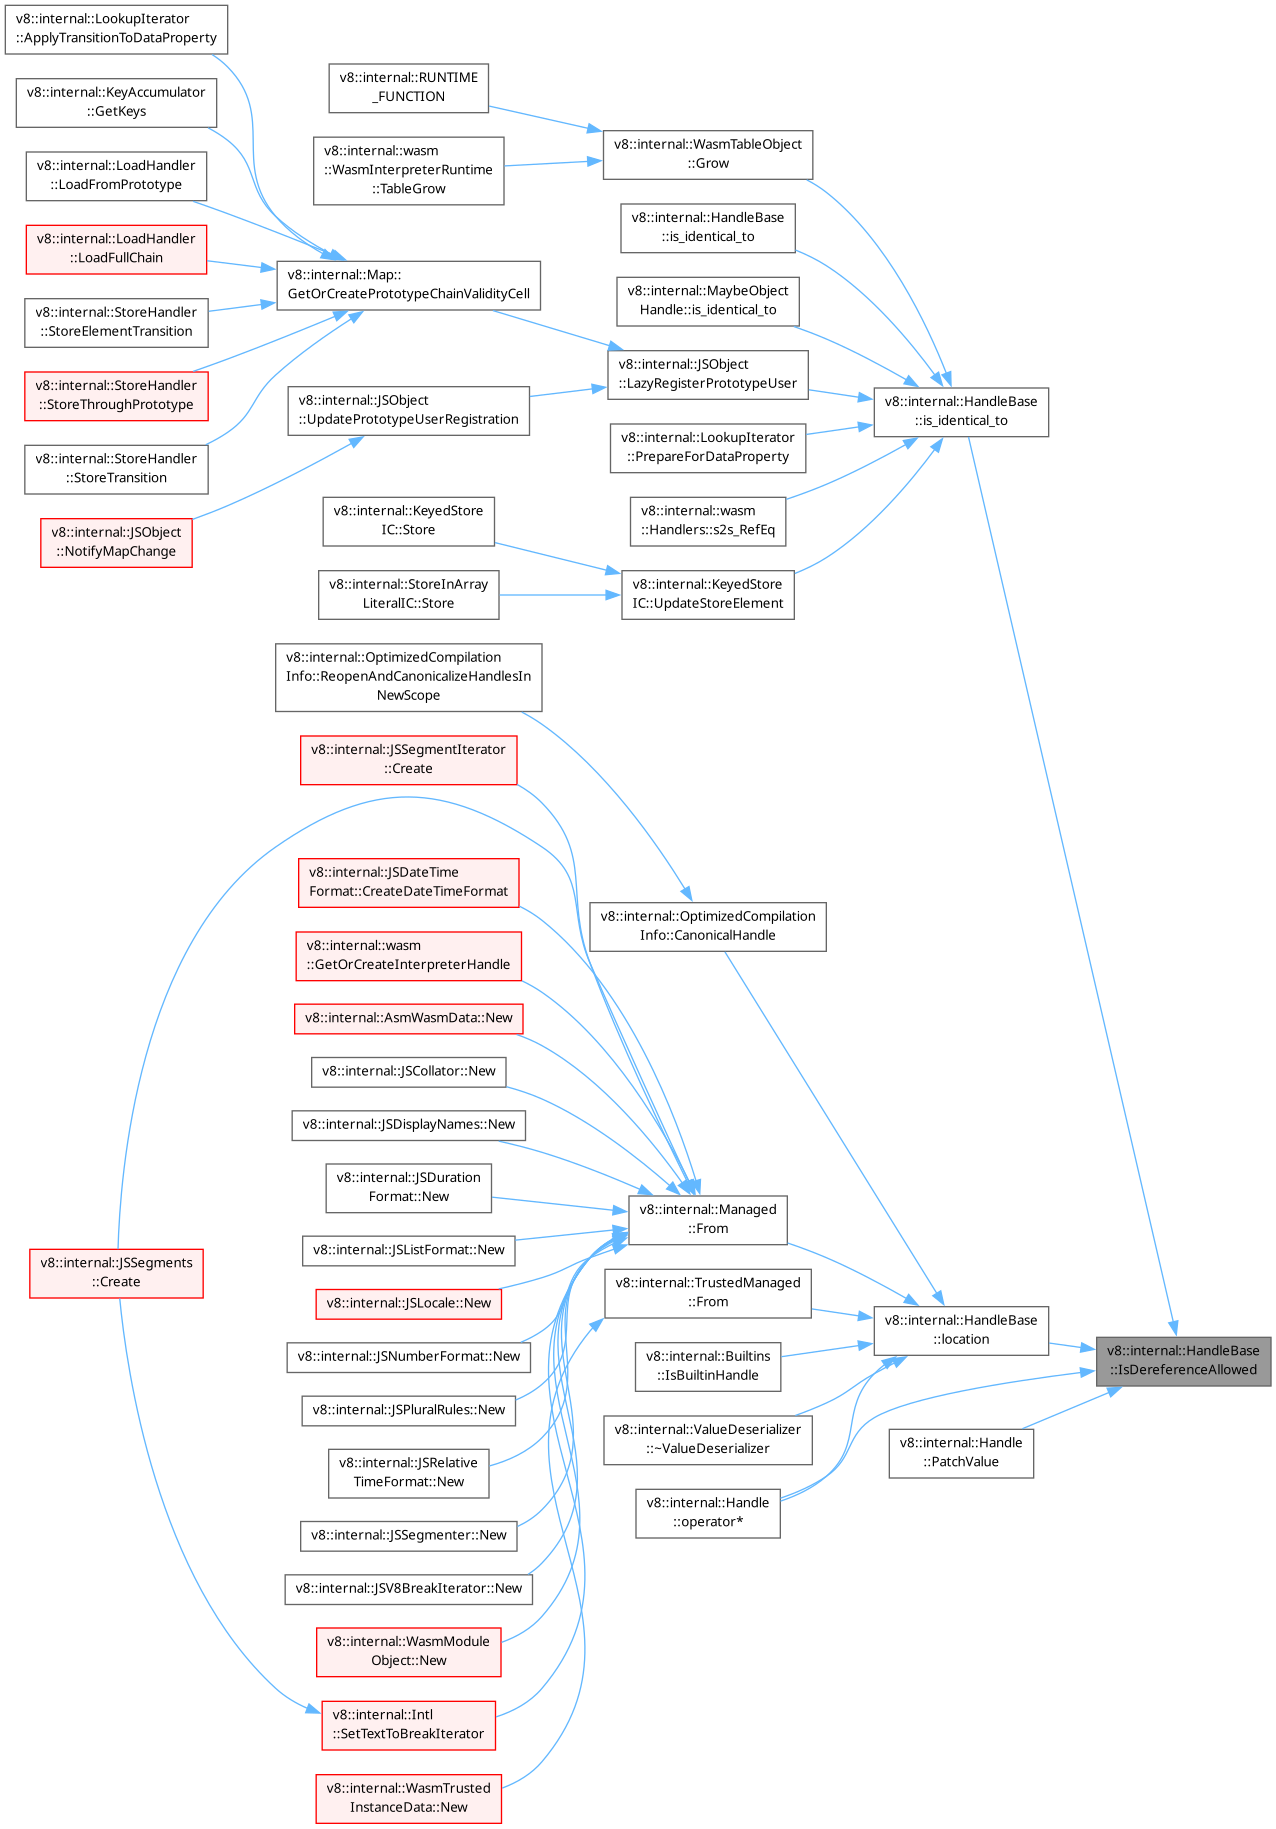 v8::internal::LookupIterator
::ApplyTransitionToDataProperty
v8::internal::KeyAccumulator
::GetKeys
v8::internal::LoadHandler
::LoadFromPrototype
v8::internal::LoadHandler
::LoadFullChain
v8::internal::StoreHandler
::StoreElementTransition
v8::internal::StoreHandler
::StoreThroughPrototype
v8::internal::StoreHandler
::StoreTransition
v8::internal::JSObject
::NotifyMapChange
v8::internal::RUNTIME
_FUNCTION
v8::internal::wasm
::WasmInterpreterRuntime
::TableGrow
v8::internal::Map::
GetOrCreatePrototypeChainValidityCell
v8::internal::JSObject
::UpdatePrototypeUserRegistration
v8::internal::KeyedStore
IC::Store
v8::internal::StoreInArray
LiteralIC::Store
v8::internal::WasmTableObject
::Grow
v8::internal::HandleBase
::is_identical_to
v8::internal::MaybeObject
Handle::is_identical_to
v8::internal::JSObject
::LazyRegisterPrototypeUser
v8::internal::LookupIterator
::PrepareForDataProperty
v8::internal::wasm
::Handlers::s2s_RefEq
v8::internal::KeyedStore
IC::UpdateStoreElement
v8::internal::HandleBase
::is_identical_to
v8::internal::OptimizedCompilation
Info::ReopenAndCanonicalizeHandlesIn
NewScope
v8::internal::JSSegmentIterator
::Create
v8::internal::JSDateTime
Format::CreateDateTimeFormat
v8::internal::wasm
::GetOrCreateInterpreterHandle
v8::internal::AsmWasmData::New
v8::internal::JSCollator::New
v8::internal::JSDisplayNames::New
v8::internal::JSDuration
Format::New
v8::internal::JSListFormat::New
v8::internal::JSSegments
::Create
v8::internal::JSLocale::New
v8::internal::JSNumberFormat::New
v8::internal::JSPluralRules::New
v8::internal::JSRelative
TimeFormat::New
v8::internal::JSSegmenter::New
v8::internal::JSV8BreakIterator::New
v8::internal::WasmModule
Object::New
v8::internal::Intl
::SetTextToBreakIterator
v8::internal::WasmTrusted
InstanceData::New
v8::internal::OptimizedCompilation
Info::CanonicalHandle
v8::internal::Managed
::From
v8::internal::TrustedManaged
::From
v8::internal::Builtins
::IsBuiltinHandle
v8::internal::ValueDeserializer
::~ValueDeserializer
v8::internal::Handle
::operator*
v8::internal::HandleBase
::location
v8::internal::Handle
::PatchValue
v8::internal::HandleBase
::IsDereferenceAllowed